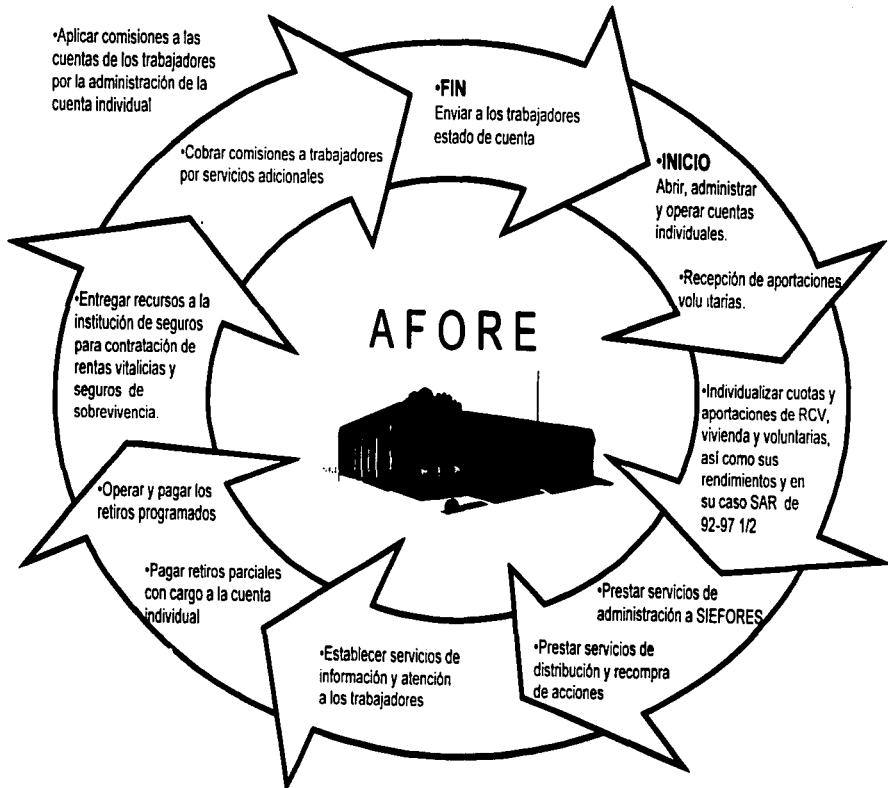 •Aplicar comisiones a las
cuentas de los trabajadores
por la administración de la
cuenta individual
•FIN
Enviar a los trabajadores
estado de cuenta
•Cobrar comisiones a trabajadores
por servicios adicionales
•INICIO
Abrir, administrar
y operar cuentas
individuales.
•Recepción de aportaciones
voluntarias.
•Entregar recursos a la
institución de seguros
para contratación de
rentas vitalicias y
seguros de
sobrevivencia.
AFORE
•Individualizar cuotas y
aportaciones de RCV,
vivienda y voluntarias,
así como sus
rendimientos y en
su caso SAR de
92-97 1/2
•Operar y pagar los
retiros programados
•Pagar retiros parciales
con cargo a la cuenta
individual
•Establecer servicios de
información y atención
a los trabajadores
•Prestar servicios de
administración a SIEFORES
•Prestar servicios de
distribución y recompra
de acciones